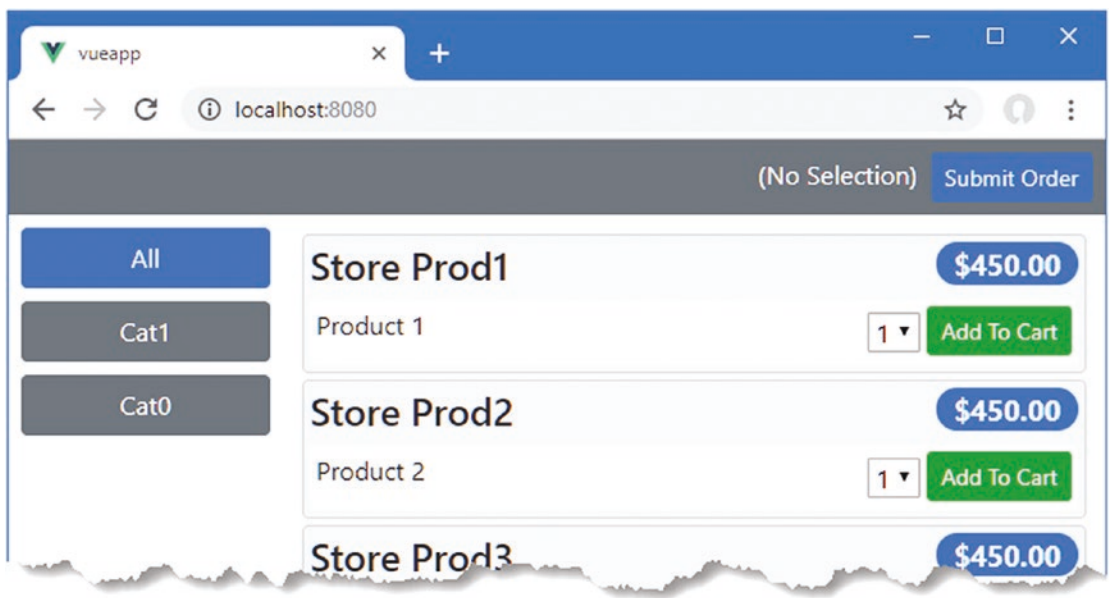 vueapp
localhost:8080
(No Selection) Submit Order
All
Cat1
Cat0
Store Prod1 $450.00
Product 1 1 Add To Cart
Store Prod2 $450.00
Product 2 1 Add To Cart
Store Prod3 $450.00